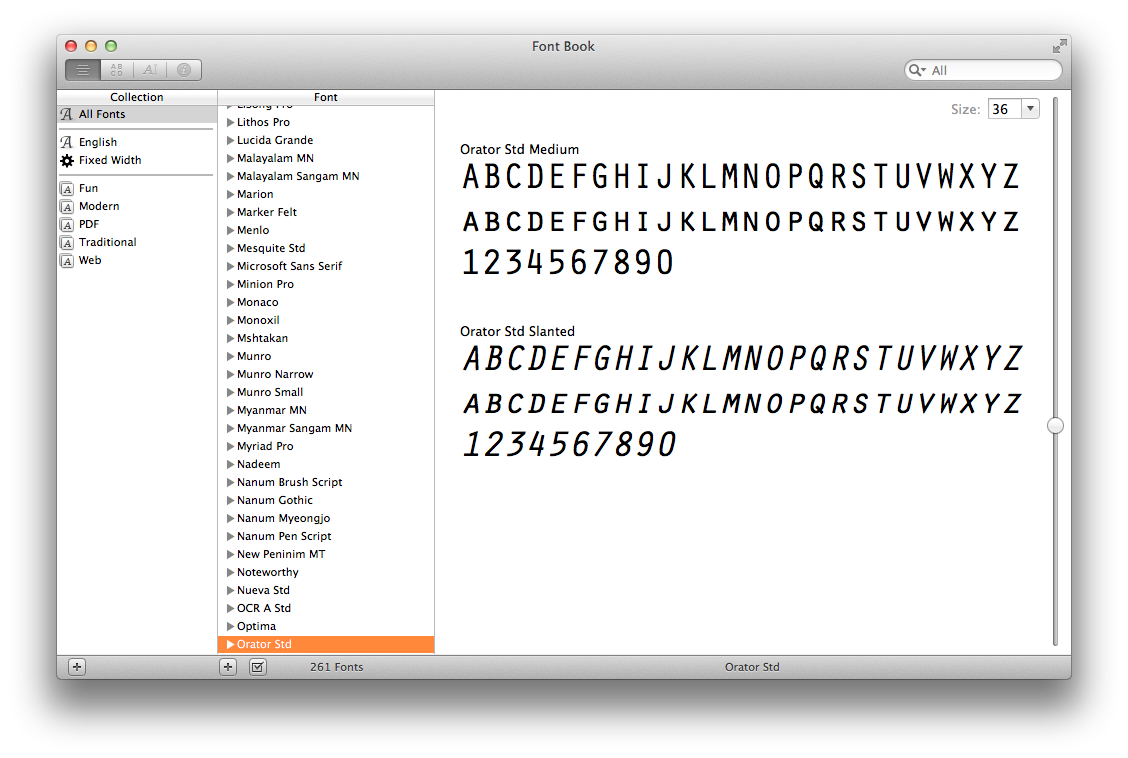 Font Book
All
Collection
All Fonts
English
Fixed Width
Fun
Modern
PDF
Traditional
Web
Font
LiSong Pro
Lithos Pro
Lucida Grande
Malayalam MN
Malayalam Sangam MN
Marion
Marker Felt
Menlo
Mesquite Std
Microsoft Sans Serif
Minion Pro
Monaco
Monoxil
Mshtakan
Munro
Munro Narrow
Munro Small
Myanmar MN
Myanmar Sangam MN
Myriad Pro
Nadeem
Nanum Brush Script
Nanum Gothic
Nanum Myeongjo
Nanum Pen Script
New Peninim MT
Noteworthy
Nueva Std
OCR A Std
Optima
Orator Std
Size: 36
Orator Std Medium
ABCDEFGHIJKLMNOPQRSTUVWXYZ
ABCDEFGHIJKLMNOPQRSTUVWXYZ
1234567890
Orator Std Slanted
ABCDEFGHIJKLMNOPQRSTUVWXYZ
ABCDEFGHIJKLMNOPQRSTUVWXYZ
1234567890
261 Fonts
Orator Std